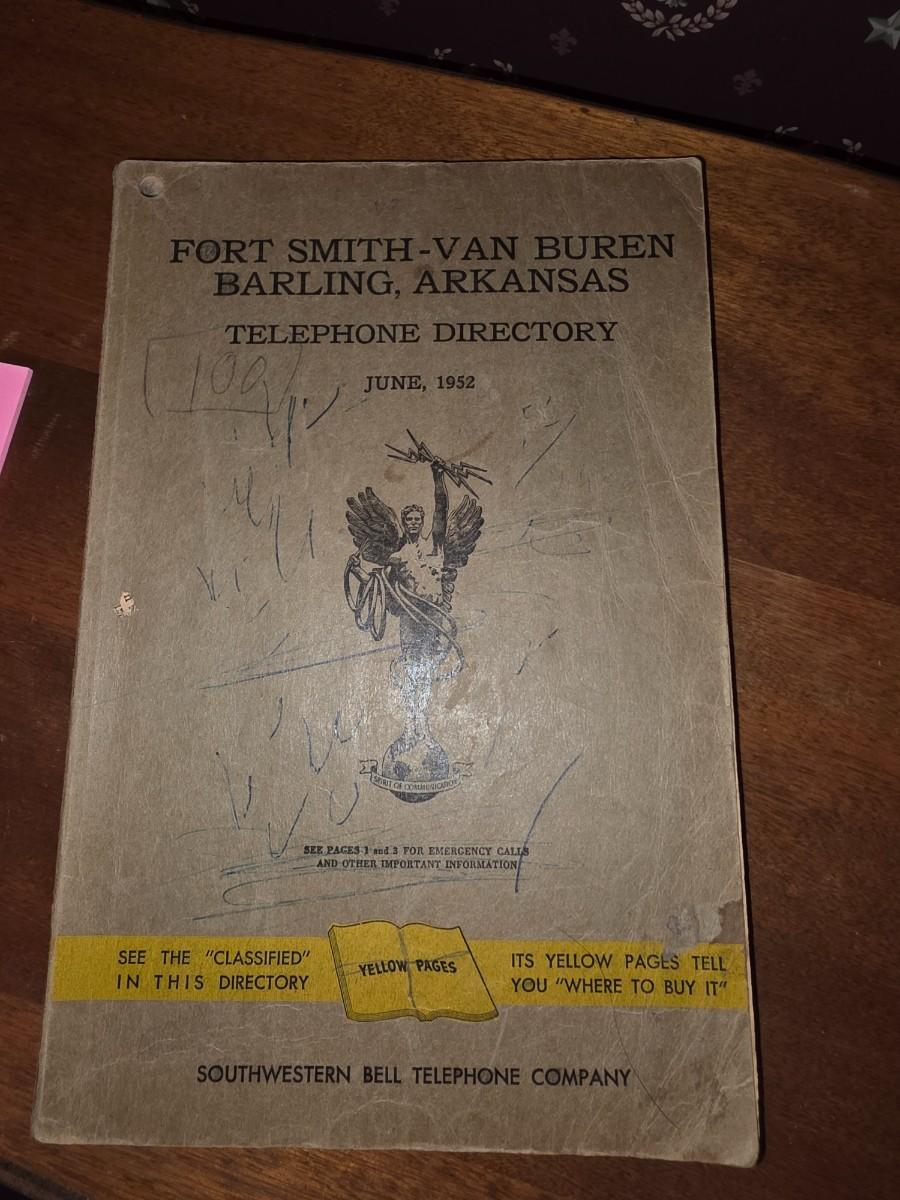 FORT SMITH-VAN BUREN
BARLING, ARKANSAS
TELEPHONE DIRECTORY
JUNE, 1952
109
SPIRIT OF COMMUNICATION
SEE PAGES 1 and 3 FOR EMERGENCY CALLS
AND OTHER IMPORTANT INFORMATION
SEE THE "CLASSIFIED"
IN THIS DIRECTORY
YELLOW PAGES
ITS YELLOW PAGES TELL
YOU "WHERE TO BUY IT"
SOUTHWESTERN BELL TELEPHONE COMPANY